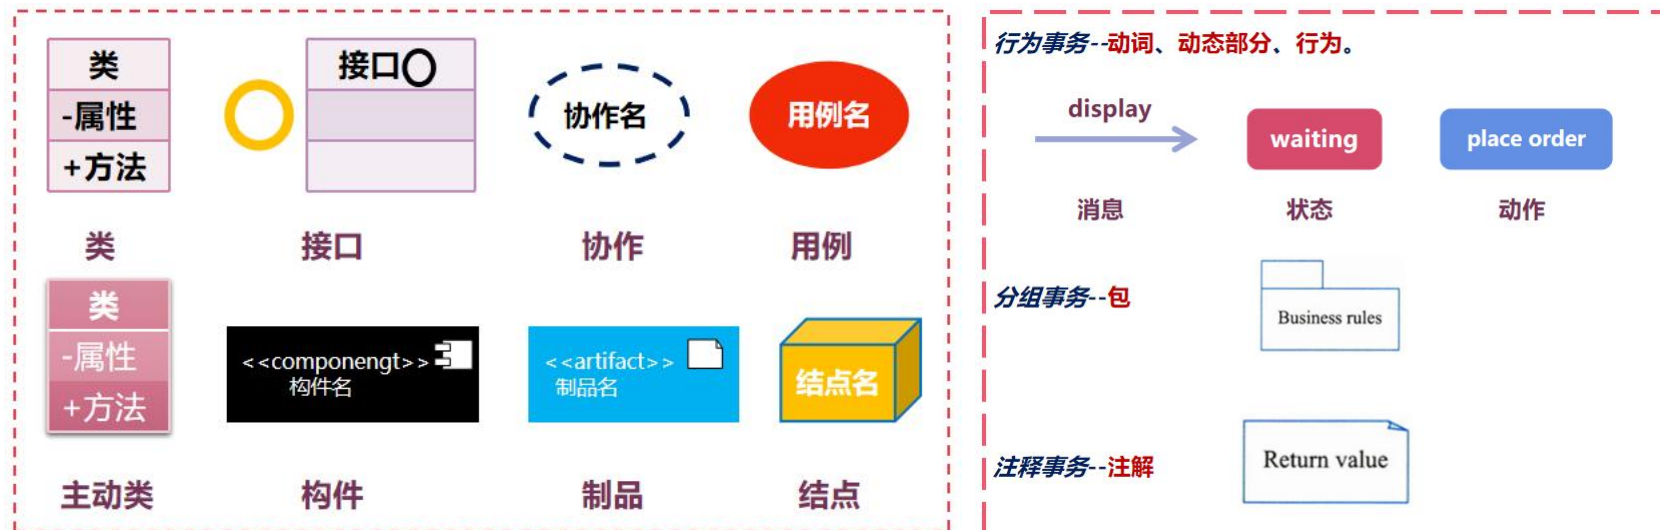 类
-属性
+方法
接口
协作名
用例名
类
接口
协作
用例
类
-属性
+方法
<<componengt>>
构件名
<<artifact>>
制品名
结点名
主动类
构件
制品
结点
行为事务--动词、动态部分、行为。
display
waiting
place order
消息
状态
动作
分组事务--包
Business rules
注释事务--注解
Return value